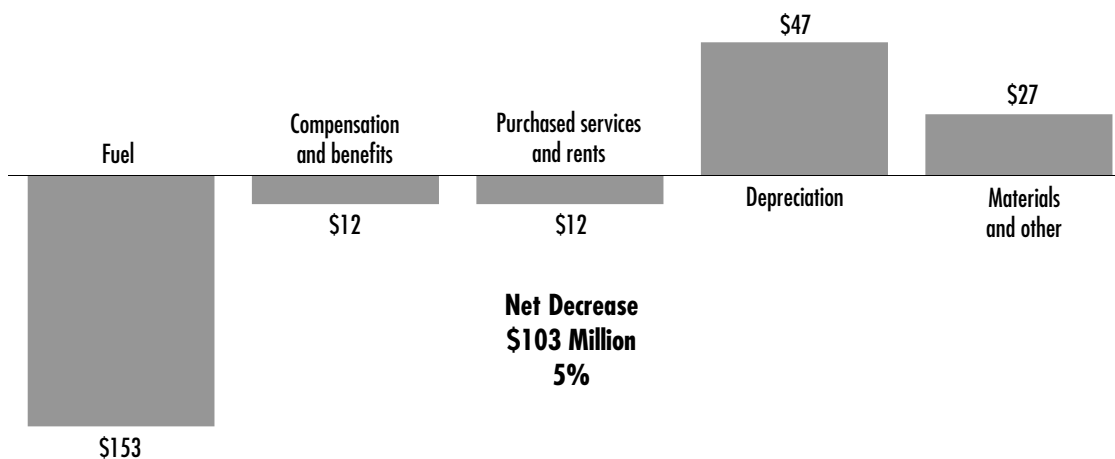 $47
$27
Fuel
Compensation
and benefits
Purchased services
and rents
Depreciation
Materials
and other
$12
$12
Net Decrease
$103 Million
5%
$153